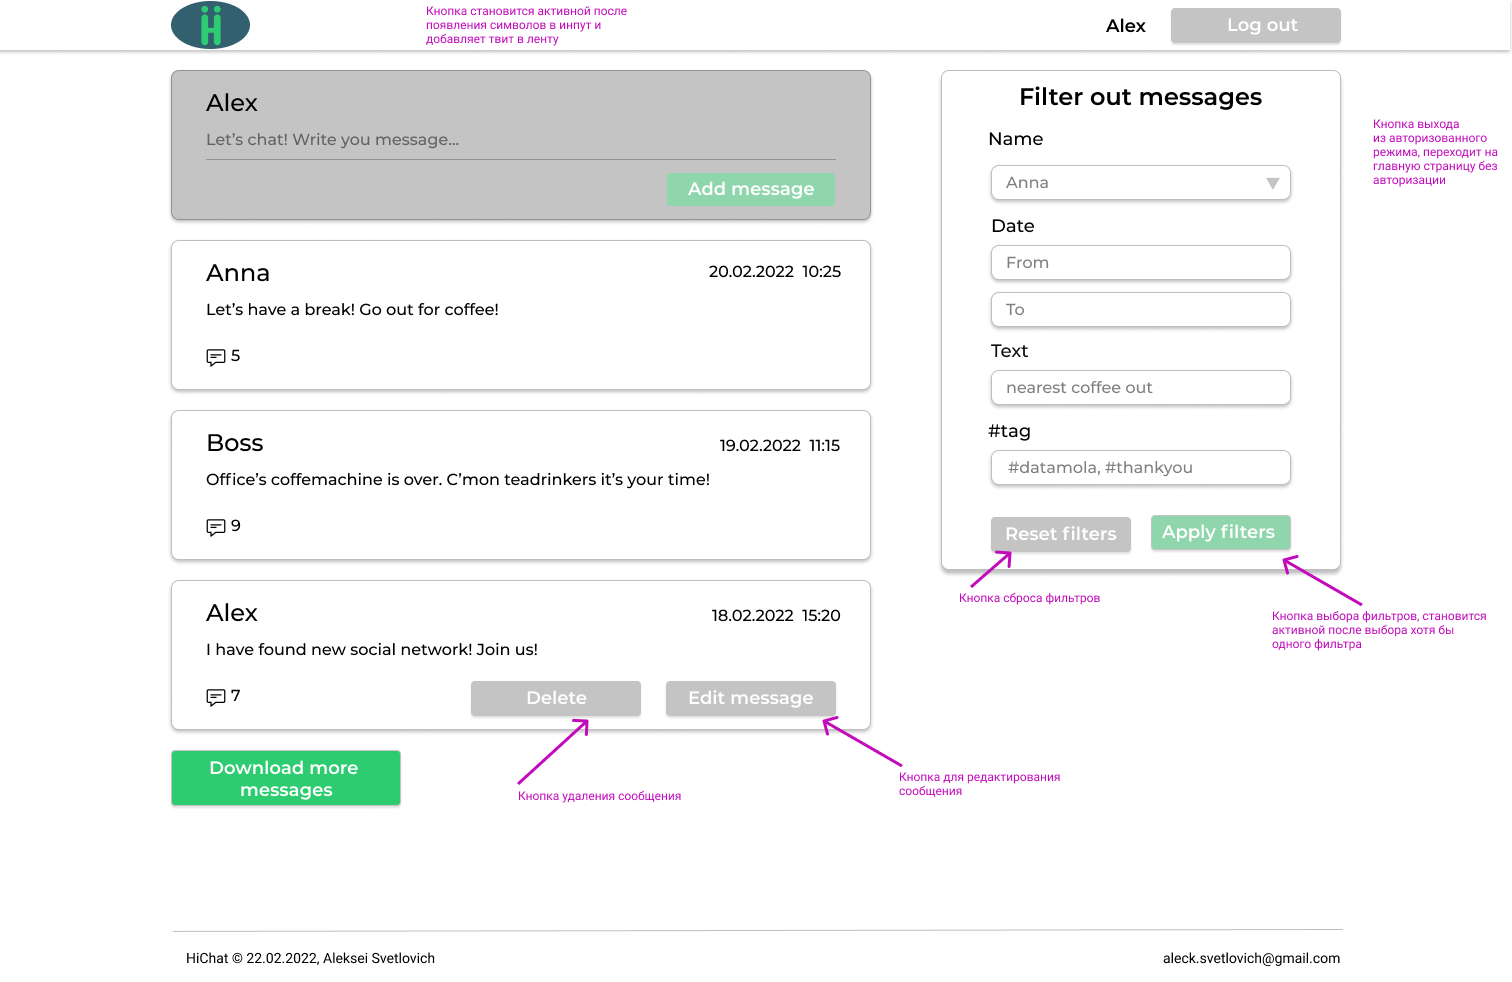 Кнопка становится активной после
появления символов в инпут и
добавляет твит в ленту
Alex
Log out
Alex
Let's chat! Write you message...
Add message
Anna
20.02.2022 10:25
Let's have a break! Go out for coffee!
5
Boss
19.02.2022 11:15
Office's coffemachine is over. C'mon teadrinkers it's your time!
9
Alex
18.02.2022 15:20
I have found new social network! Join us!
7
Delete
Edit message
Download more
messages
Кнопка удаления сообщения
Кнопка для редактирования
сообщения
Filter out messages
Name
Anna
Date
From
To
Text
nearest coffee out
#tag
#datamola, #thankyou
Reset filters
Apply filters
Кнопка сброса фильтров
Кнопка выбора фильтров, становится
активной после выбора хотя бы
одного фильтра
Кнопка выхода
из авторизованного
режима, переходит на
главную страницу без
авторизации
HiChat © 22.02.2022, Aleksei Svetlovich
aleck.svetlovich@gmail.com